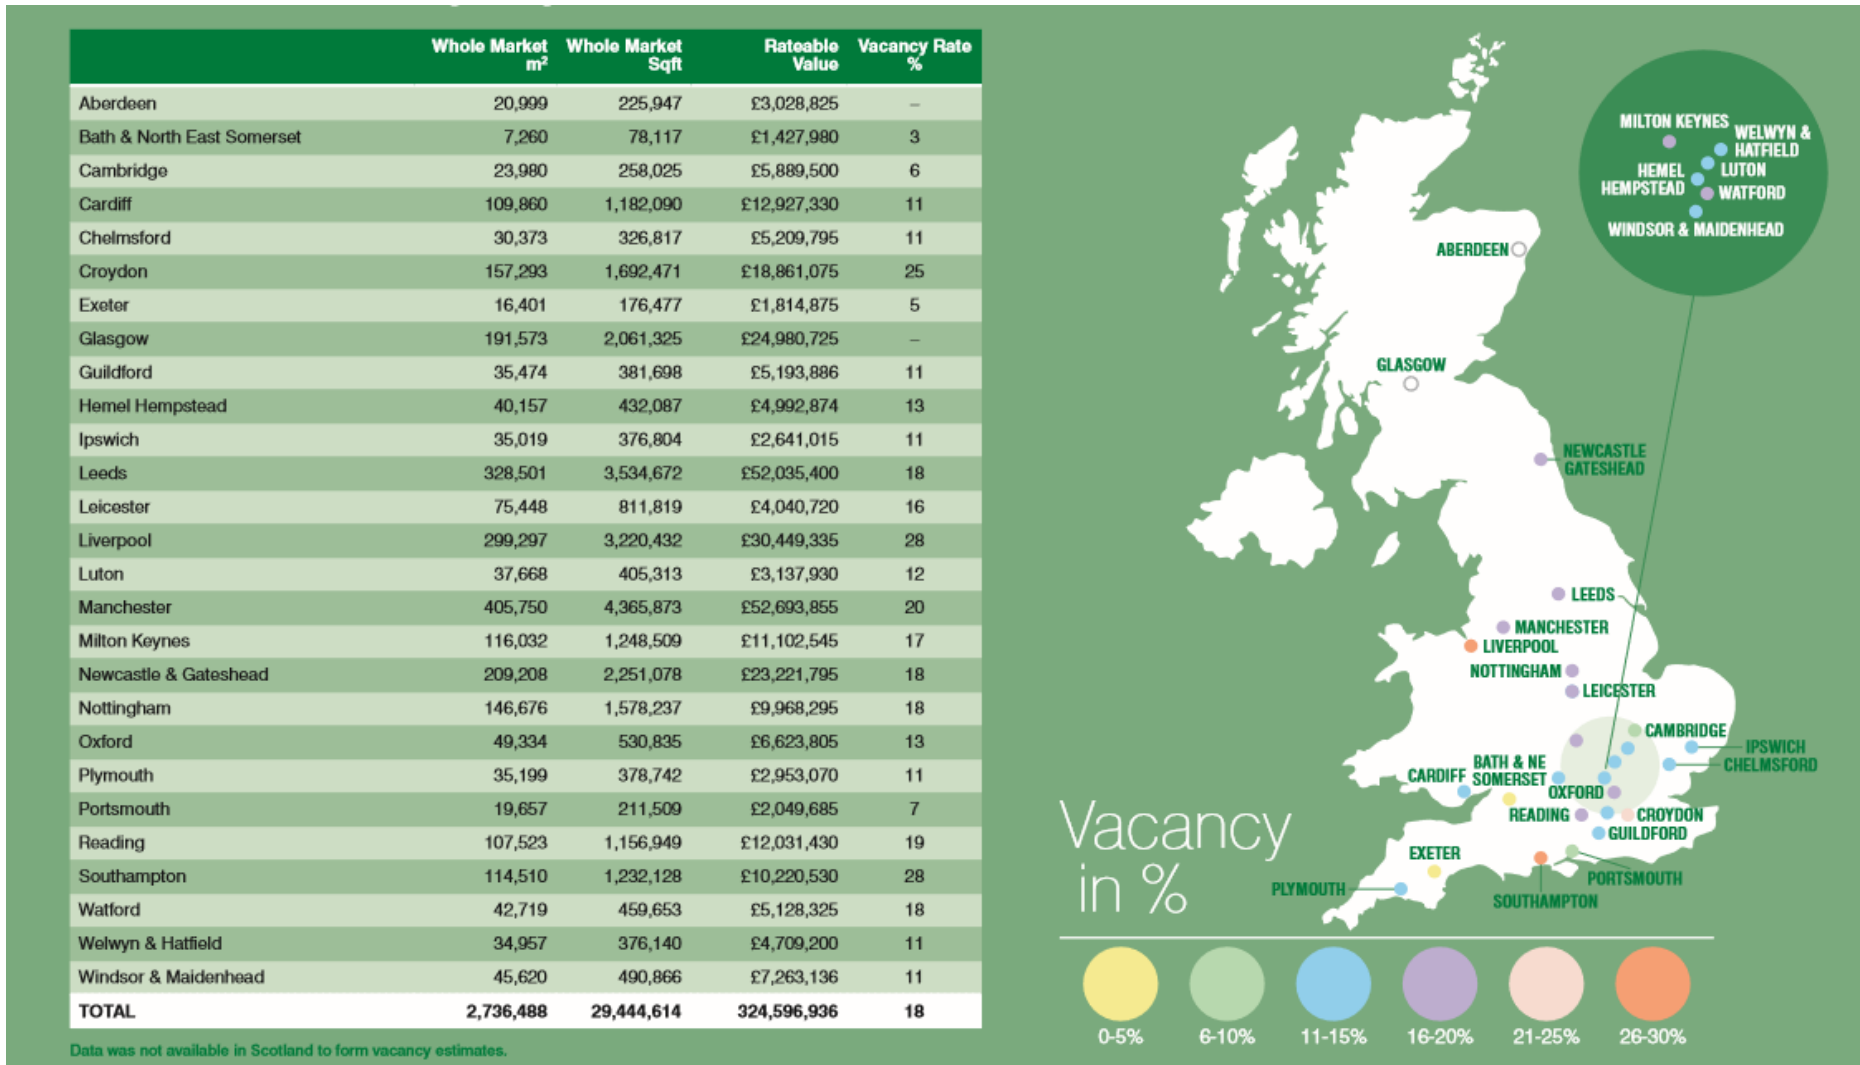 Whole Market m² Whole Market Sqft Rateable Value Vacancy Rate %
Aberdeen 20,999 225,947 £3,028,825 –
Bath & North East Somerset 7,260 78,117 £1,427,980 3
Cambridge 23,980 258,025 £5,889,500 6
Cardiff 109,860 1,182,090 £12,927,330 11
Chelmsford 30,373 326,817 £5,209,795 11
Croydon 157,293 1,692,471 £18,861,075 25
Exeter 16,401 176,477 £1,814,875 5
Glasgow 191,573 2,061,325 £24,980,725 –
Guildford 35,474 381,698 £5,193,886 11
Hemel Hempstead 40,157 432,087 £4,992,874 13
Ipswich 35,019 376,804 £2,641,015 11
Leeds 328,501 3,534,672 £52,035,400 18
Leicester 75,448 811,819 £4,040,720 16
Liverpool 299,297 3,220,432 £30,449,335 28
Luton 37,668 405,313 £3,137,930 12
Manchester 405,750 4,365,873 £52,693,855 20
Milton Keynes 116,032 1,248,509 £11,102,545 17
Newcastle & Gateshead 209,208 2,251,078 £23,221,795 18
Nottingham 146,676 1,578,237 £9,968,295 18
Oxford 49,334 530,835 £6,623,805 13
Plymouth 35,199 378,742 £2,953,070 11
Portsmouth 19,657 211,509 £2,049,685 7
Reading 107,523 1,156,949 £12,031,430 19
Southampton 114,510 1,232,128 £10,220,530 28
Watford 42,719 459,653 £5,128,325 18
Welwyn & Hatfield 34,957 376,140 £4,709,200 11
Windsor & Maidenhead 45,620 490,866 £7,263,136 11
TOTAL 2,736,488 29,444,614 324,596,936 18
Data was not available in Scotland to form vacancy estimates.
MILTON KEYNES
WELWYN &
HATFIELD
HEMEL
HEMPSTEAD
LUTON
WATFORD
WINDSOR & MAIDENHEAD
ABERDEEN
GLASGOW
NEWCASTLE
GATESHEAD
LEEDS
MANCHESTER
LIVERPOOL
NOTTINGHAM
LEICESTER
CAMBRIDGE
IPSWICH
CHELMSFORD
BATH & NE
SOMERSET
CARDIFF
OXFORD
READING
CROYDON
GUILDFORD
EXETER
PLYMOUTH
PORTSMOUTH
SOUTHAMPTON
Vacancy
in %
0-5% 6-10% 11-15% 16-20% 21-25% 26-30%